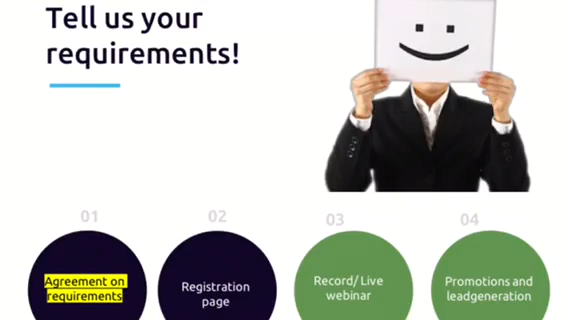 Tell us your
requirements!
01
02
03
04
Agreement on
requirements
Registration
page
Record/ Live
webinar
Promotions and
leadgeneration